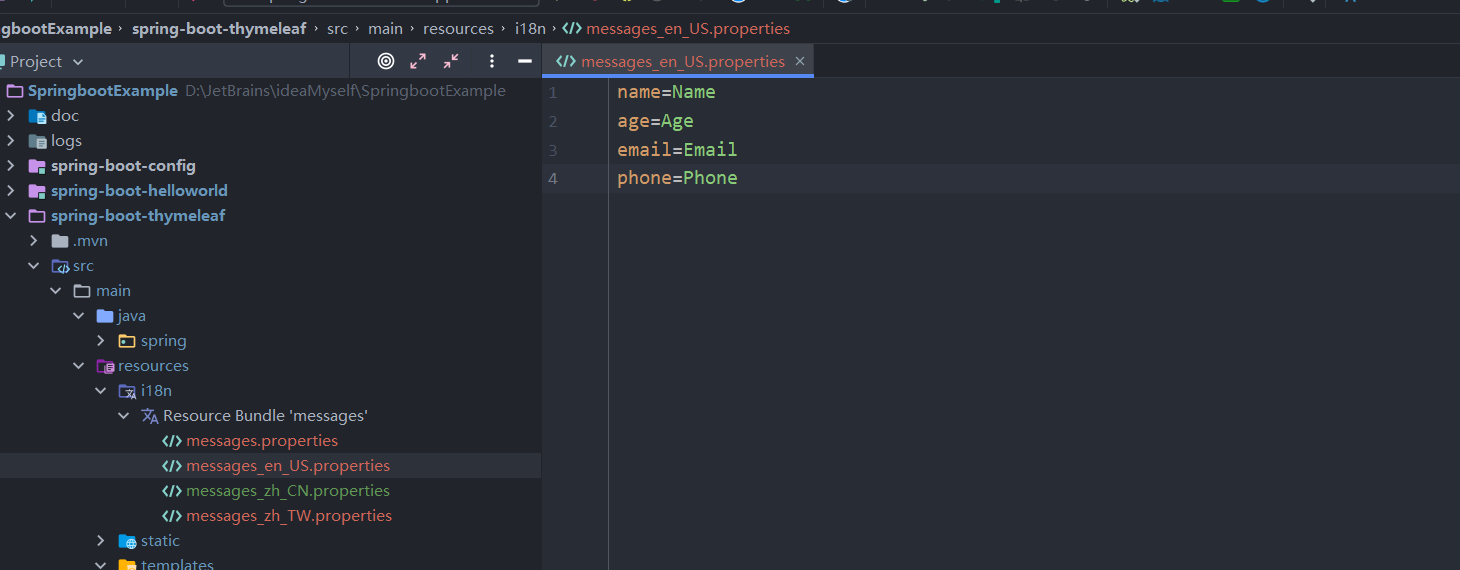 ngbootExample › spring-boot-thymeleaf › src › main › resources › i18n › messages_en_US.properties
Project
messages_en_US.properties
SpringbootExample D:\JetBrains\ideaMyself\SpringbootExample
doc
logs
spring-boot-config
spring-boot-helloworld
spring-boot-thymeleaf
.mvn
src
main
java
spring
resources
i18n
Resource Bundle 'messages'
messages.properties
messages_en_US.properties
messages_zh_CN.properties
messages_zh_TW.properties
static
templates
1 name=Name
2 age=Age
3 email=Email
4 phone=Phone